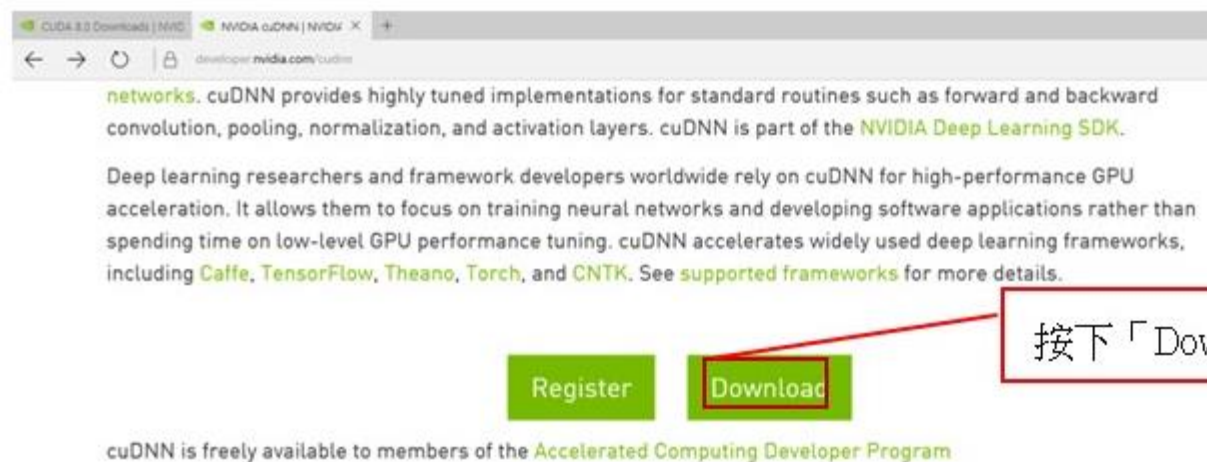 CUDA 8.0 Downloads | NVID
NVIDIA cuDNN | NVIDIA
developer.nvidia.com/cudnn
networks. cuDNN provides highly tuned implementations for standard routines such as forward and backward
convolution, pooling, normalization, and activation layers. cuDNN is part of the NVIDIA Deep Learning SDK.
Deep learning researchers and framework developers worldwide rely on cuDNN for high-performance GPU
acceleration. It allows them to focus on training neural networks and developing software applications rather than
spending time on low-level GPU performance tuning. cuDNN accelerates widely used deep learning frameworks,
including Caffe, TensorFlow, Theano, Torch, and CNTK. See supported frameworks for more details.
按下「Dow
Register
Download
cuDNN is freely available to members of the Accelerated Computing Developer Program